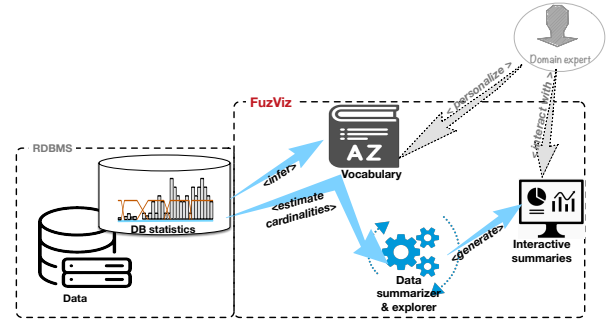 Domain expert
FuzViz
< personalize >
<interact with >
RDBMS
AZ
<infer>
Vocabulary
<estimate
cardinalities>
DB statistics
<generate>
Interactive
summaries
Data
Data
summarizer
& explorer